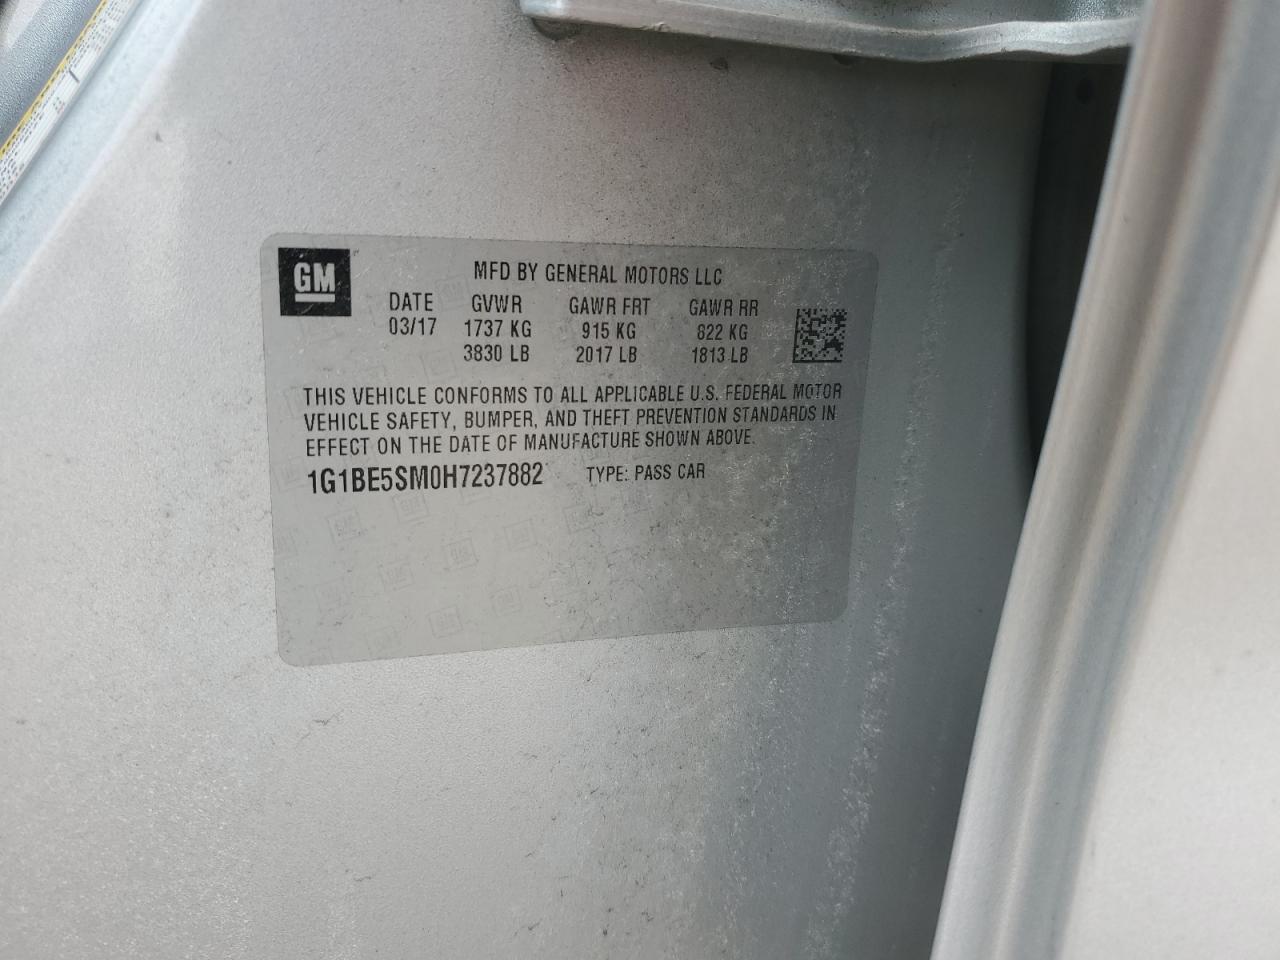 GM
MFD BY GENERAL MOTORS LLC
DATE GVWR GAWR FRT GAWR RR
03/17 1737 KG 915 KG 822 KG
3830 LB 2017 LB 1813 LB
THIS VEHICLE CONFORMS TO ALL APPLICABLE U.S. FEDERAL MOTOR
VEHICLE SAFETY, BUMPER, AND THEFT PREVENTION STANDARDS IN
EFFECT ON THE DATE OF MANUFACTURE SHOWN ABOVE.
1G1BE5SM0H7237882 TYPE: PASS CAR